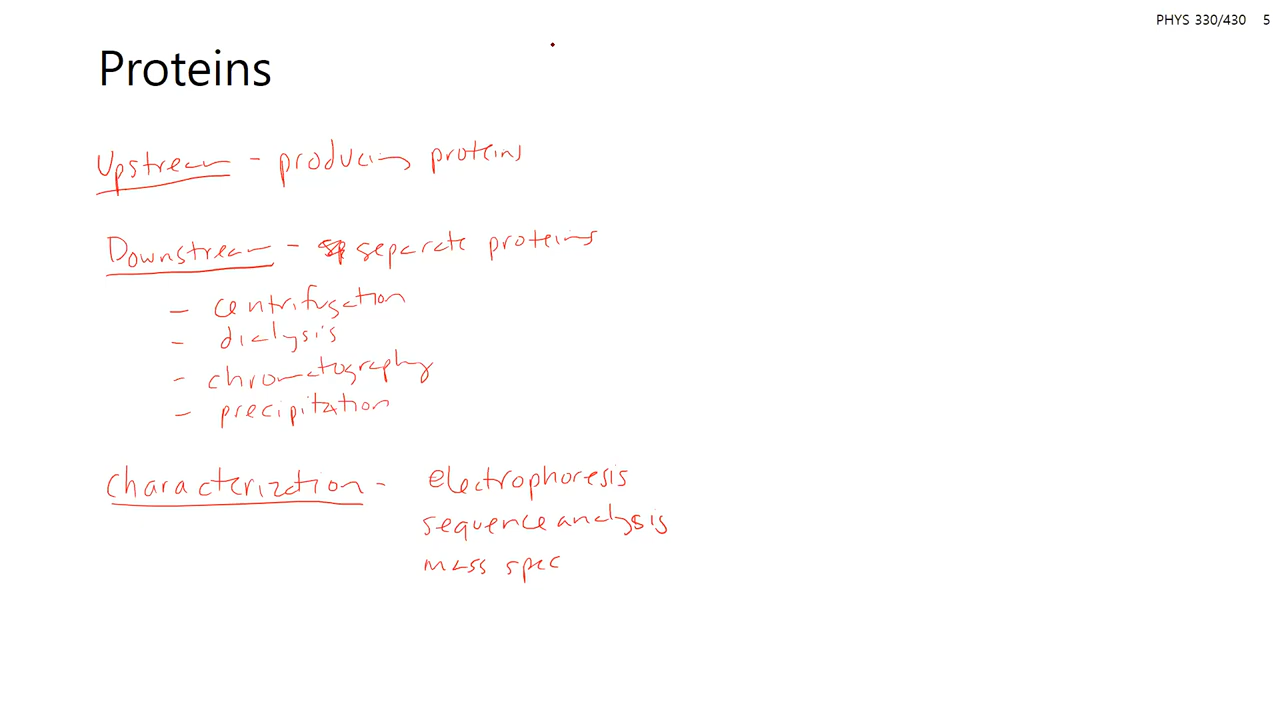 PHYS 330/430 5
Proteins
Upstream - producing proteins
Downstream - separate proteins
- centrifugation
- dialysis
- chromatography
- precipitation
Characterization - electrophoresis
sequence analysis
mass spec